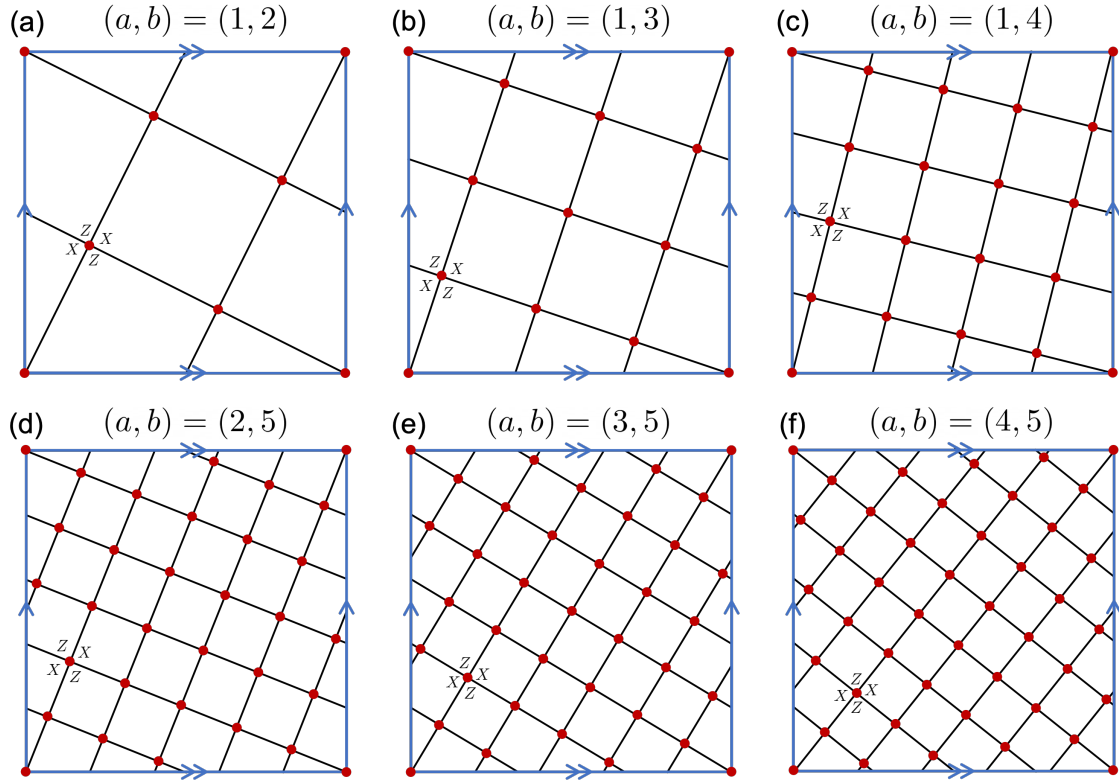 (a) (a, b) = (1, 2)
(b) (a, b) = (1, 3)
(c) (a, b) = (1, 4)
Z X
X Z
Z X
X Z
Z X
X Z
(d) (a, b) = (2, 5)
(e) (a, b) = (3, 5)
(f) (a, b) = (4, 5)
Z X
X Z
Z X
X Z
Z X
X Z